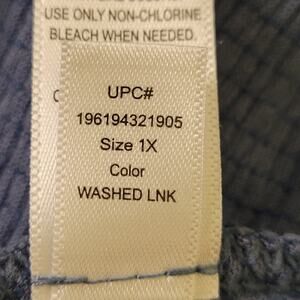 USE ONLY NON-CHLORINE
BLEACH WHEN NEEDED.
UPC#
196194321905
Size 1X
Color
WASHED LNK